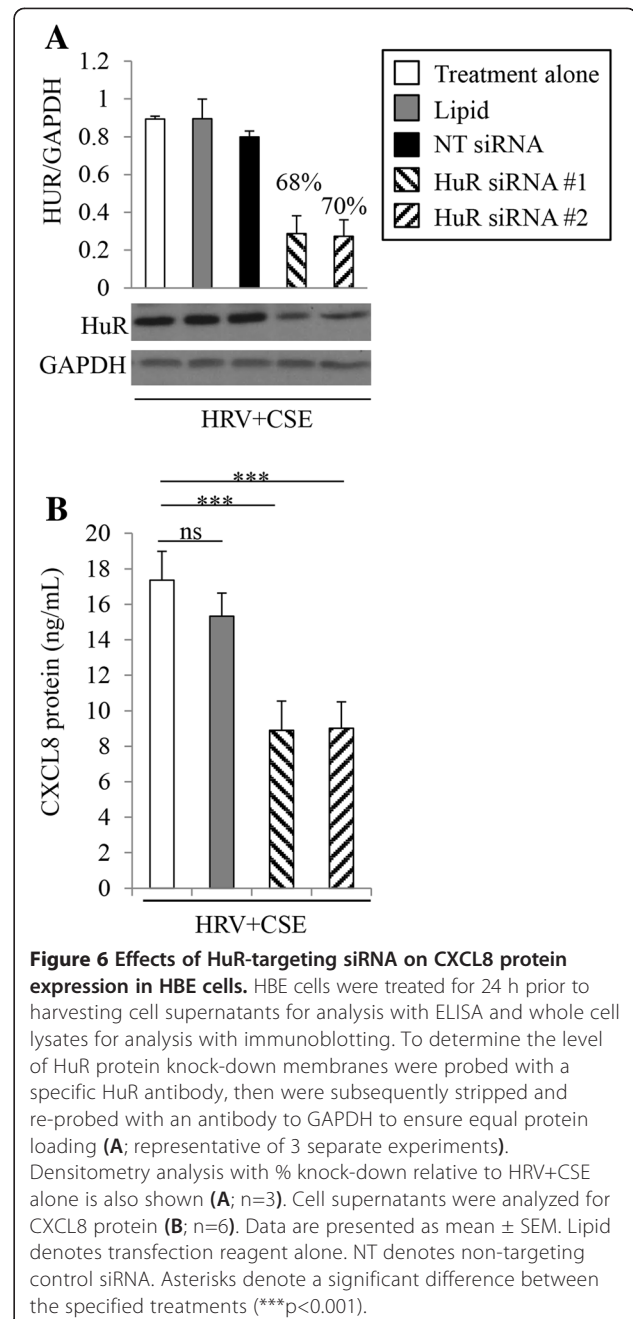 A
1.2
1
0.8
0.6
0.4
0.2
0
HUR/GAPDH
68%
70%
Treatment alone
Lipid
NT siRNA
HuR siRNA #1
HuR siRNA #2
HuR
GAPDH
HRV+CSE
B
***
***
ns
20
18
16
14
12
10
8
6
4
2
0
CXCL8 protein (ng/mL)
HRV+CSE
Figure 6 Effects of HuR-targeting siRNA on CXCL8 protein
expression in HBE cells. HBE cells were treated for 24 h prior to
harvesting cell supernatants for analysis with ELISA and whole cell
lysates for analysis with immunoblotting. To determine the level
of HuR protein knock-down membranes were probed with a
specific HuR antibody, then were subsequently stripped and
re-probed with an antibody to GAPDH to ensure equal protein
loading (A; representative of 3 separate experiments).
Densitometry analysis with % knock-down relative to HRV+CSE
alone is also shown (A; n=3). Cell supernatants were analyzed for
CXCL8 protein (B; n=6). Data are presented as mean ± SEM. Lipid
denotes transfection reagent alone. NT denotes non-targeting
control siRNA. Asterisks denote a significant difference between
the specified treatments (***p<0.001).